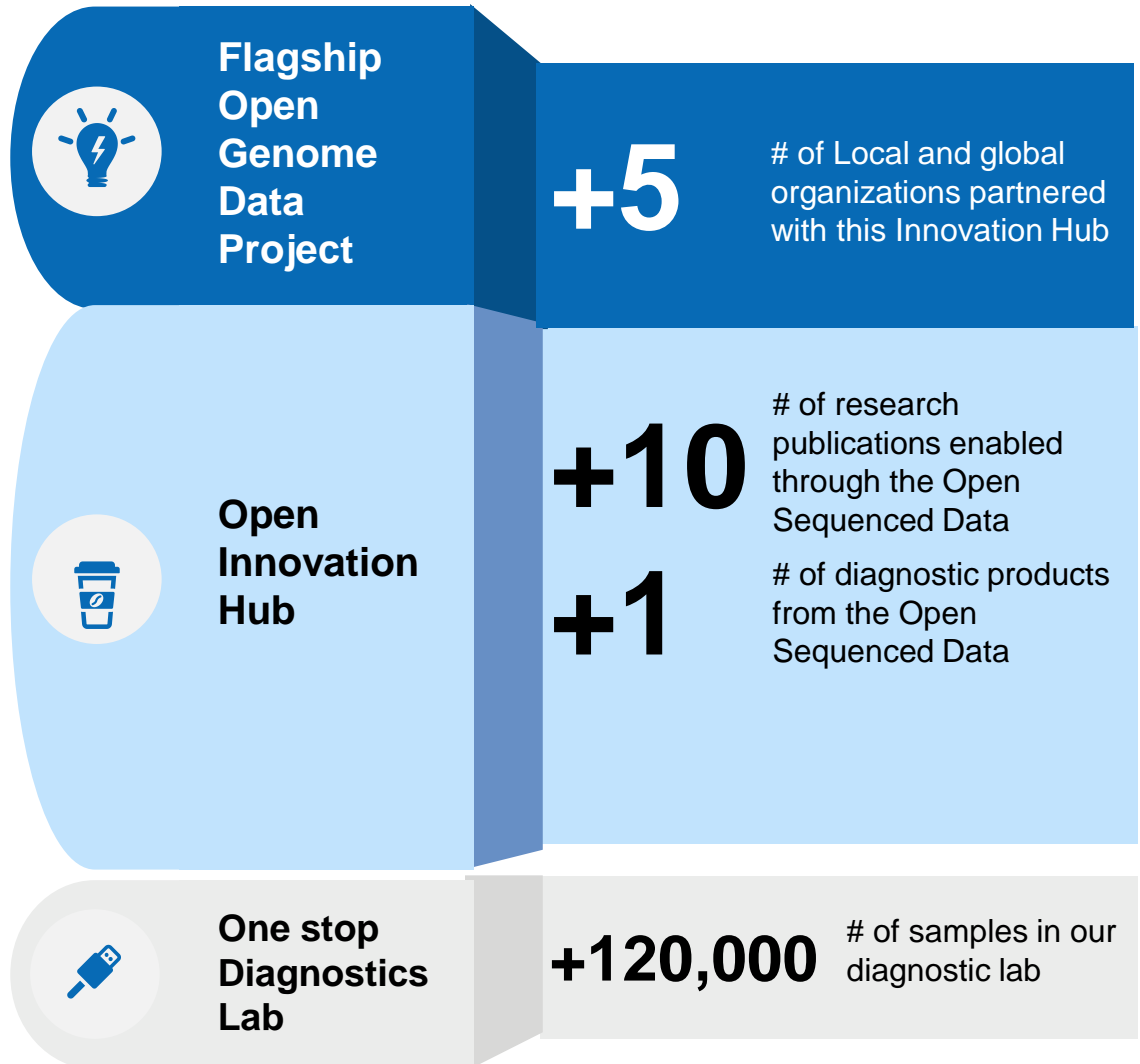 Flagship
Open
Genome
Data
Project
+5
# of Local and global
organizations partnered
with this Innovation Hub
Open
Innovation
Hub
+10
# of research
publications enabled
through the Open
Sequenced Data
+1
# of diagnostic products
from the Open
Sequenced Data
One stop
Diagnostics
Lab
+120,000
# of samples in our
diagnostic lab